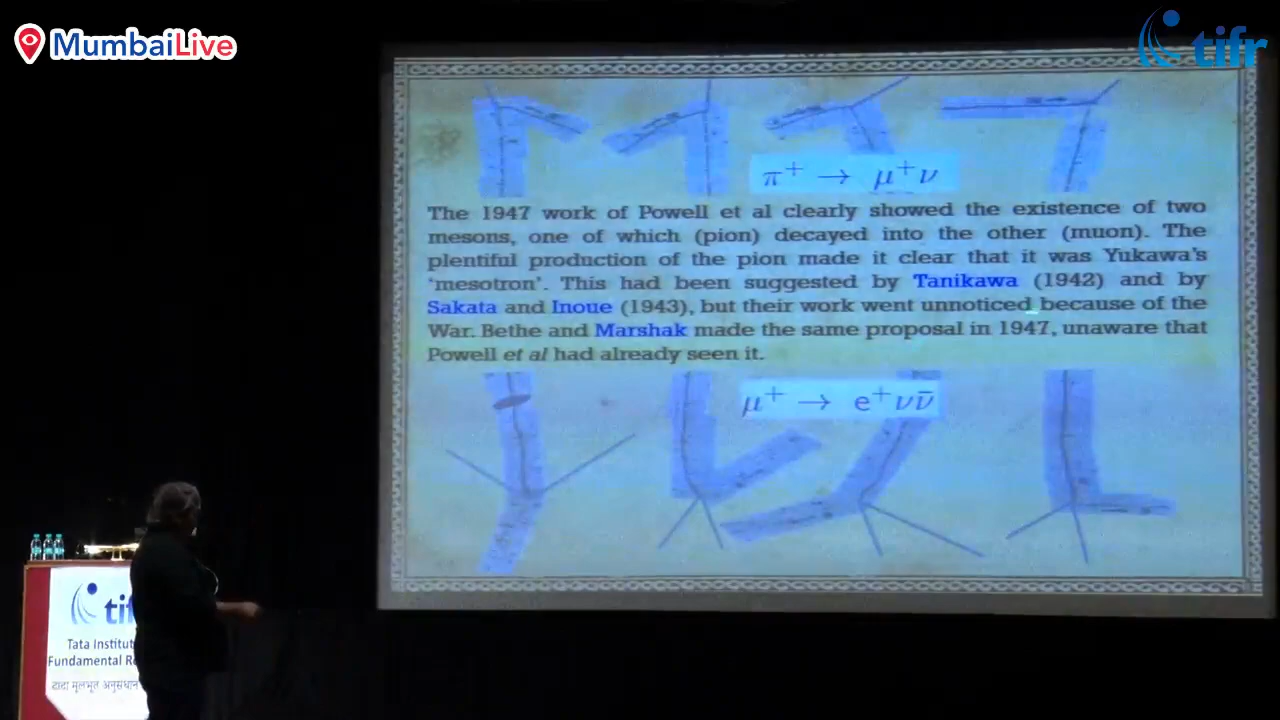 MumbaiLive
tifr
π⁺ → μ⁺ν
The 1947 work of Powell et al clearly showed the existence of two
mesons, one of which (pion) decayed into the other (muon). The
plentiful production of the pion made it clear that it was Yukawa's
'mesotron'. This had been suggested by Tanikawa (1942) and by
Sakata and Inoue (1943), but their work went unnoticed because of the
War. Bethe and Marshak made the same proposal in 1947, unaware that
Powell et al had already seen it.
μ⁺ → e⁺νν̄
tifr
Tata Institut
Fundamental R
टाटा मूलभूत अनुसंधान